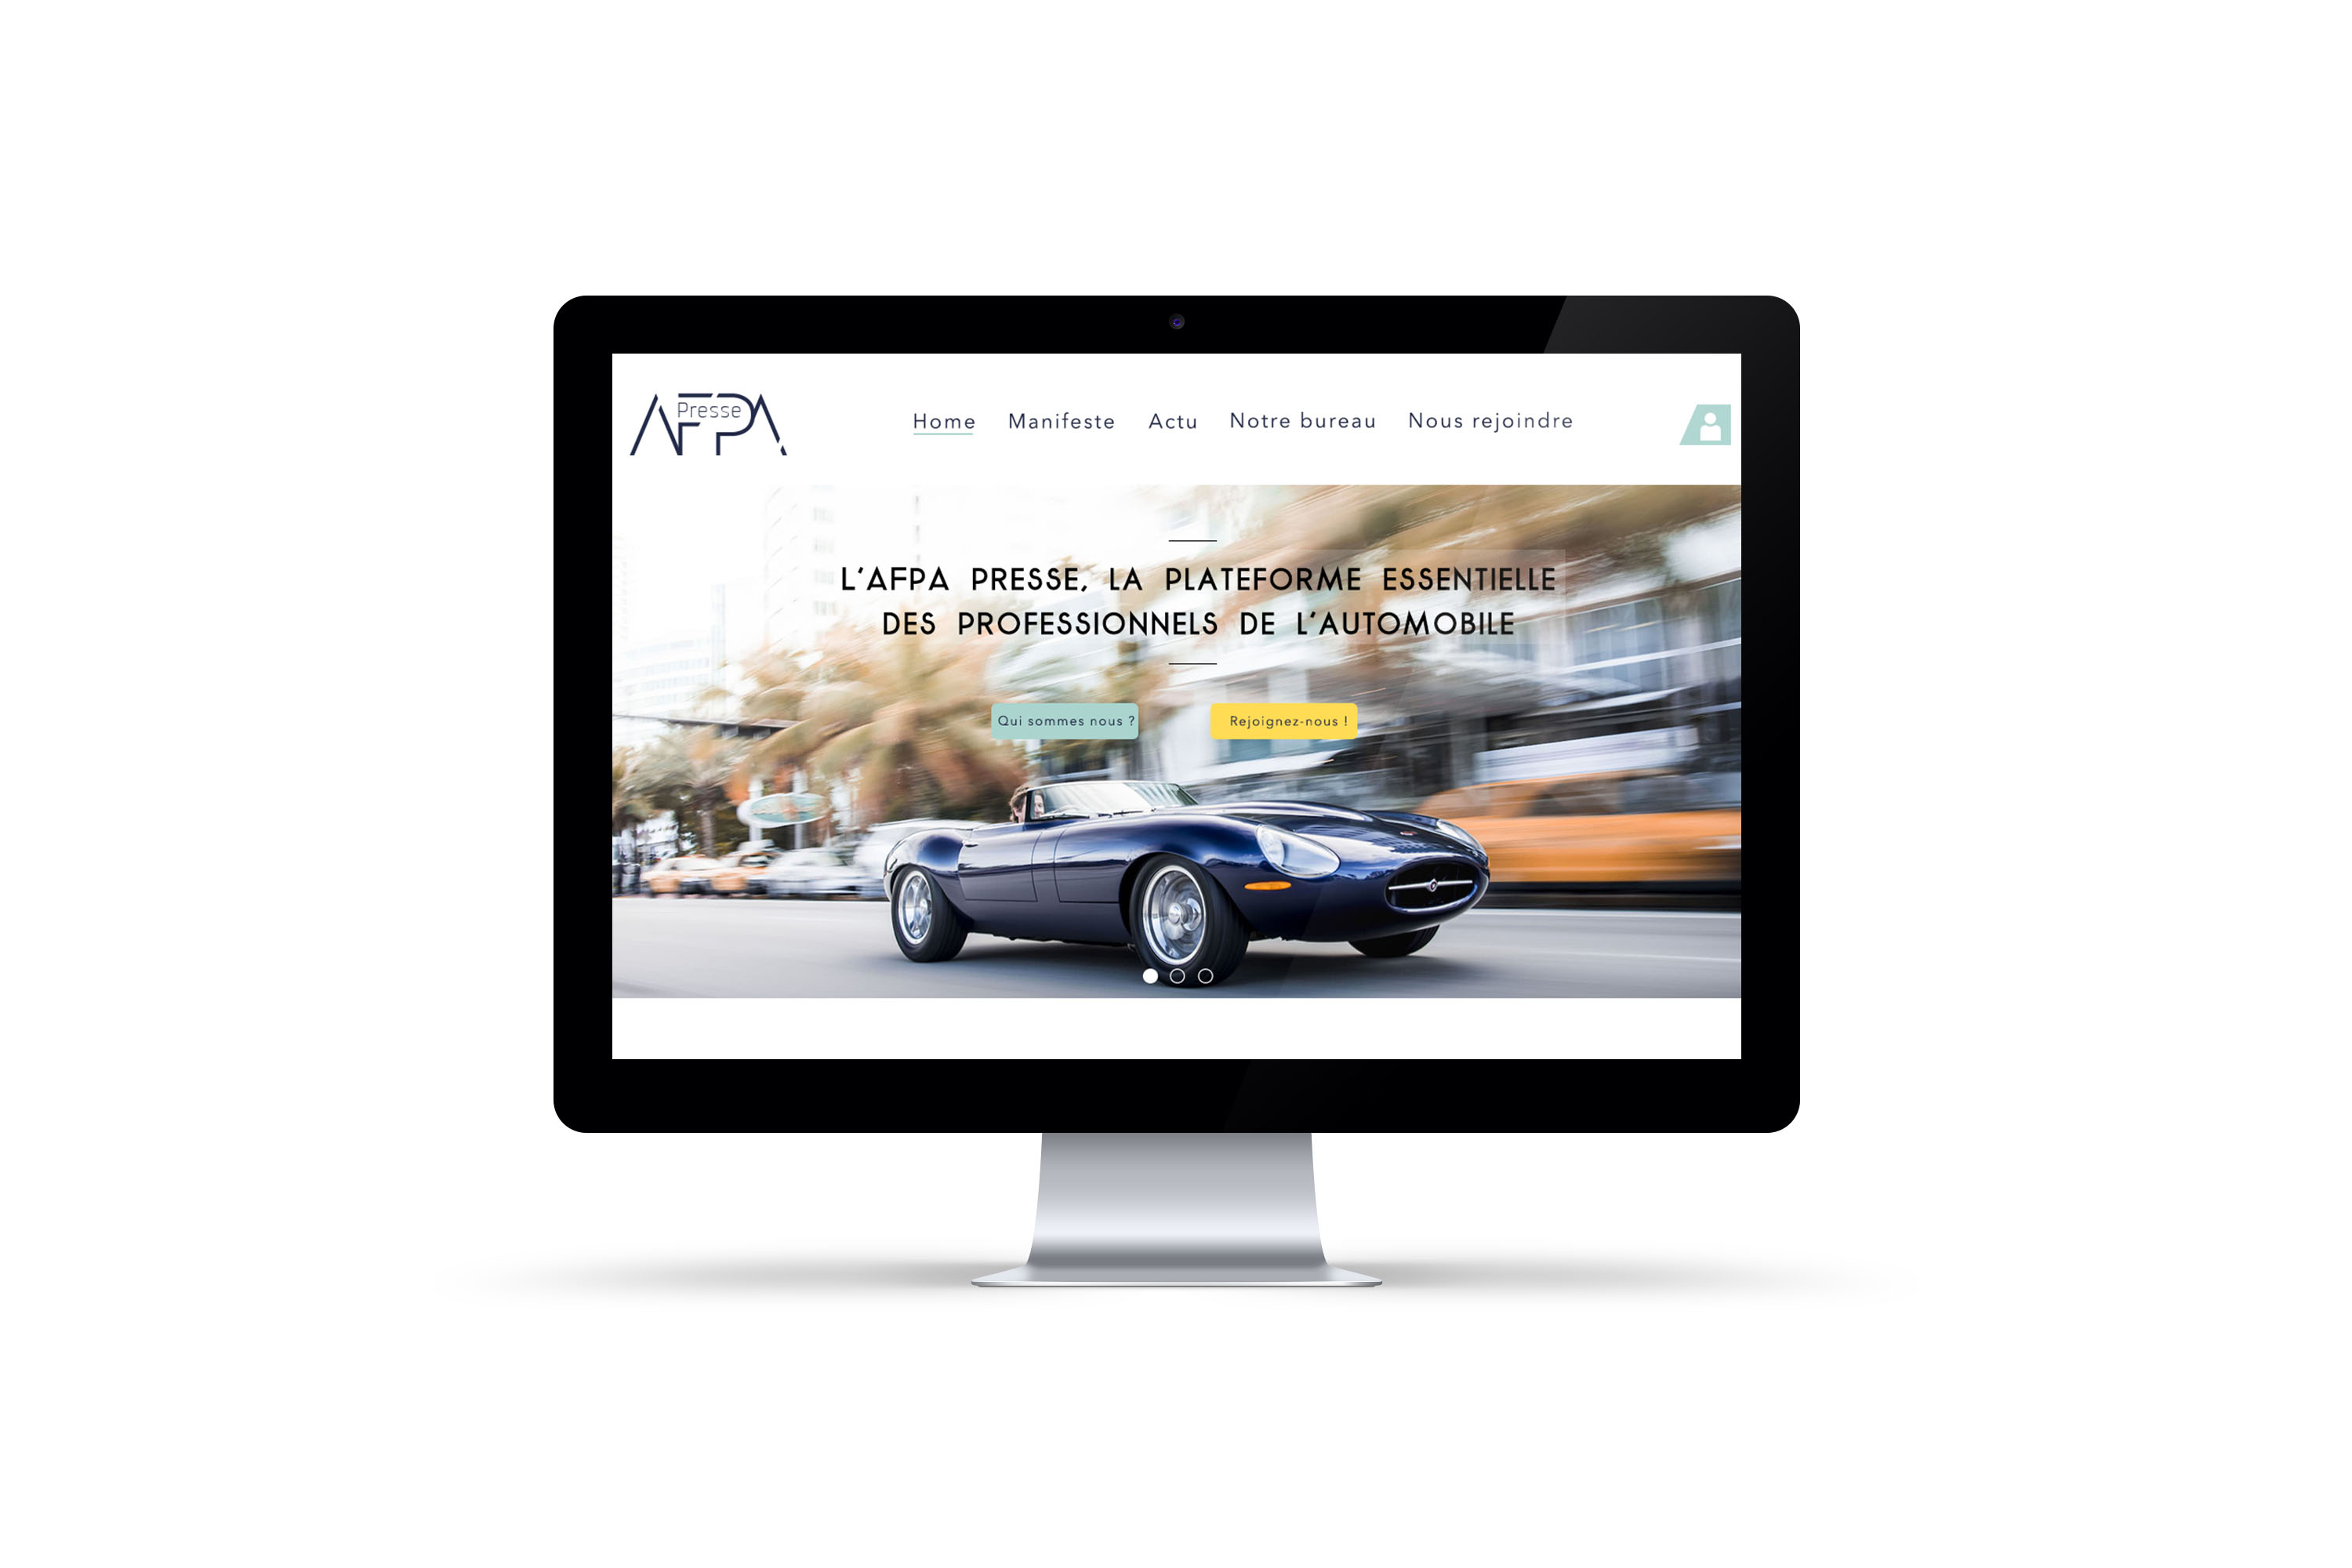 AFPA
Presse
Home Manifeste Actu Notre bureau Nous rejoindre
L'AFPA PRESSE, LA PLATEFORME ESSENTIELLE
DES PROFESSIONNELS DE L'AUTOMOBILE
Qui sommes nous ? Rejoignez-nous !